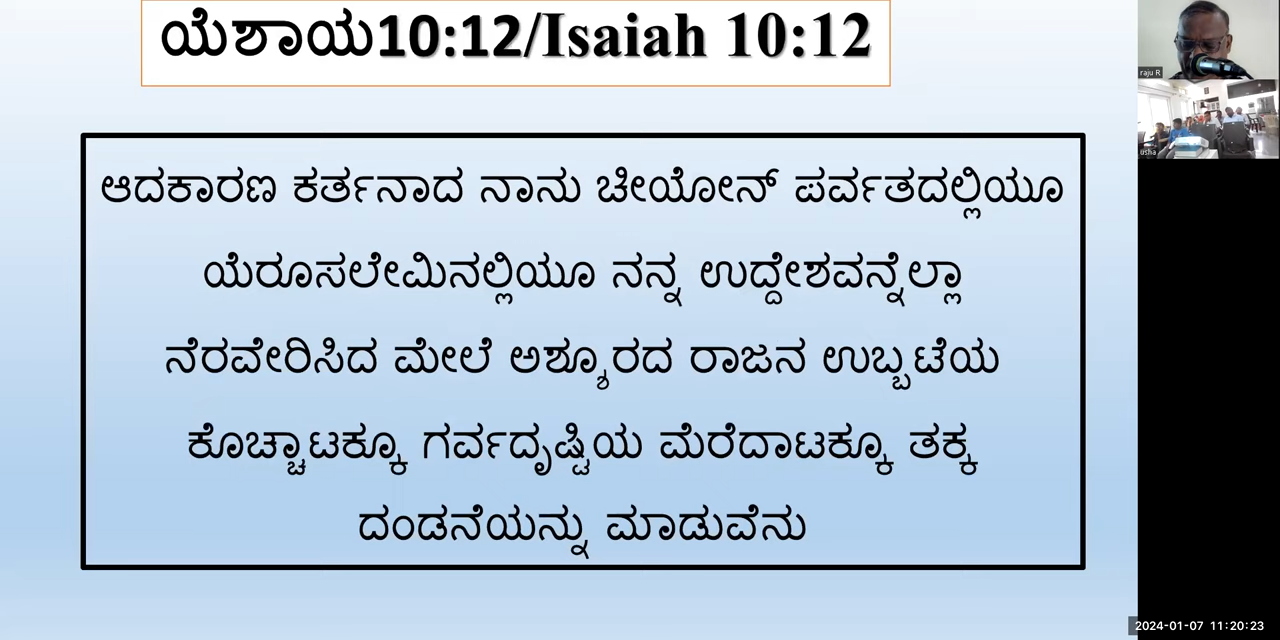 ಯೆಶಾಯ10:12/Isaiah 10:12
ಆದಕಾರಣ ಕರ್ತನಾದ ನಾನು ಚೀಯೋನ್ ಪರ್ವತದಲ್ಲಿಯೂ
ಯೆರೂಸಲೇಮಿನಲ್ಲಿಯೂ ನನ್ನ ಉದ್ದೇಶವನ್ನೆಲ್ಲಾ
ನೆರವೇರಿಸಿದ ಮೇಲೆ ಅಶ್ಶೂರದ ರಾಜನ ಉಬ್ಬಟೆಯ
ಕೊಚ್ಚಾಟಕ್ಕೂ ಗರ್ವದೃಷ್ಟಿಯ ಮೆರೆದಾಟಕ್ಕೂ ತಕ್ಕ
ದಂಡನೆಯನ್ನು ಮಾಡುವೆನು
raju R
usha
2024-01-07 11:20:23